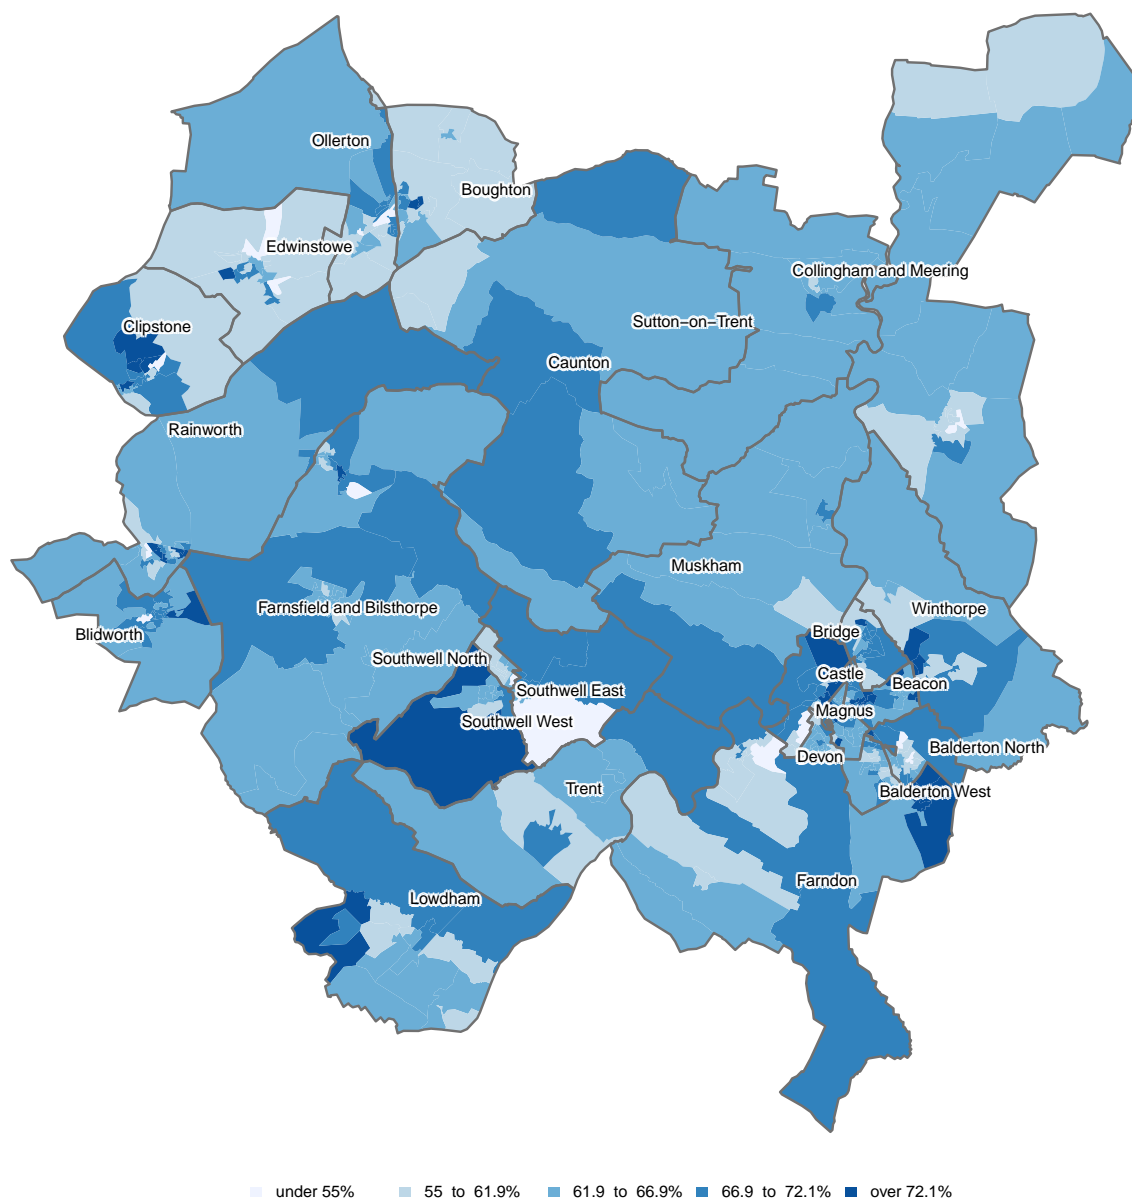 Ollerton
Boughton
Edwinstowe
Collingham and Meering
Sutton−on−Trent
Clipstone
Caunton
Rainworth
Muskham
Farnsfield and Bilsthorpe
Winthorpe
Blidworth
Bridge
Southwell North
Castle
Beacon
Southwell East
Magnus
Southwell West
Balderton North
Devon
Trent
Balderton West
Farndon
Lowdham
under 55% 55 to 61.9% 61.9 to 66.9% 66.9 to 72.1% over 72.1%